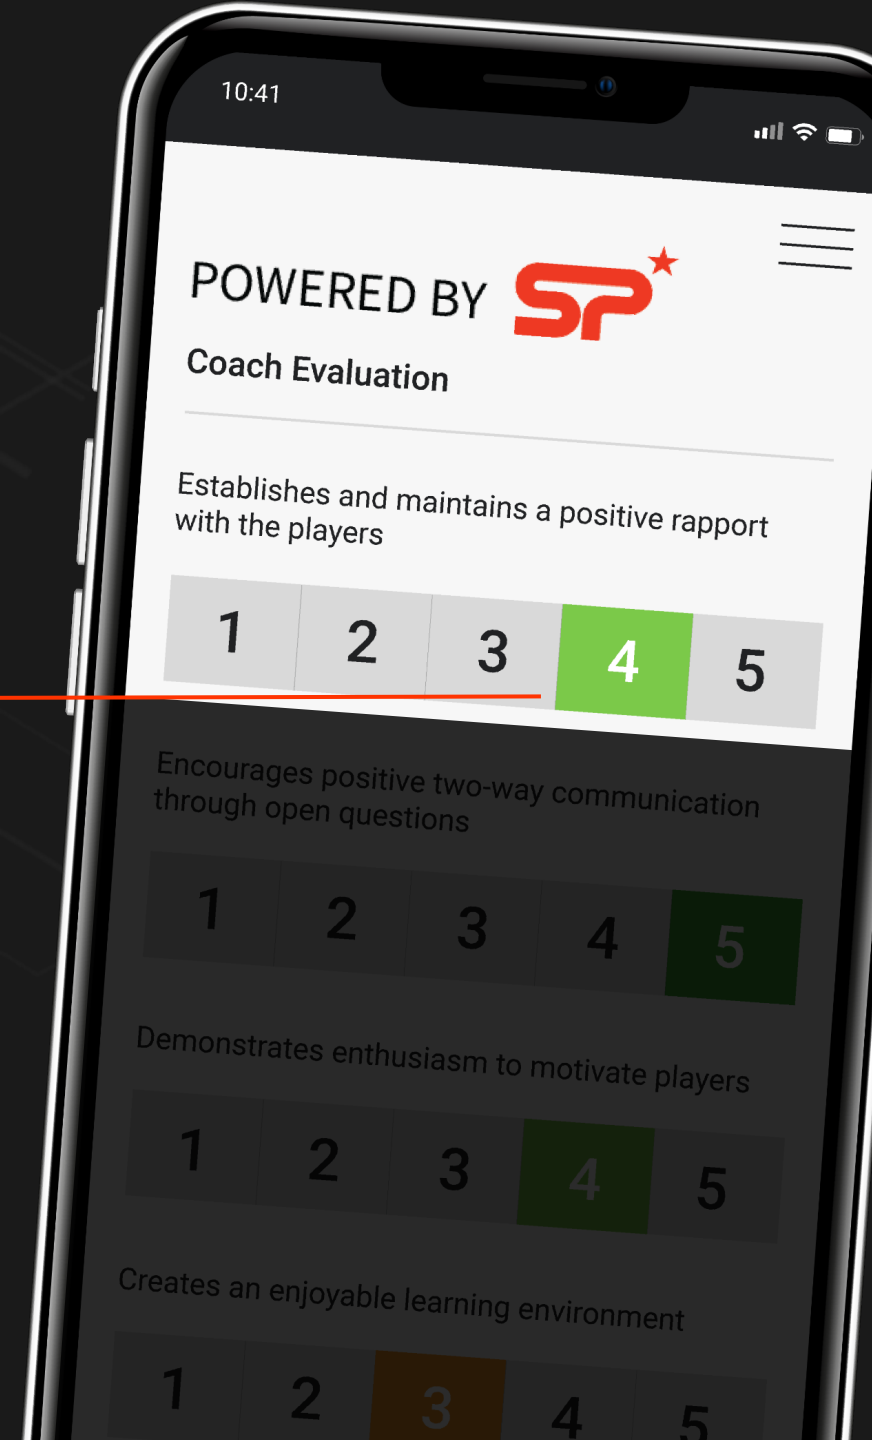 10:41
POWERED BY SP
Coach Evaluation
Establishes and maintains a positive rapport
with the players
1 2 3 4 5
Encourages positive two-way communication
through open questions
1 2 3 4 5
Demonstrates enthusiasm to motivate players
1 2 3 4 5
Creates an enjoyable learning environment
1 2 3 4 5